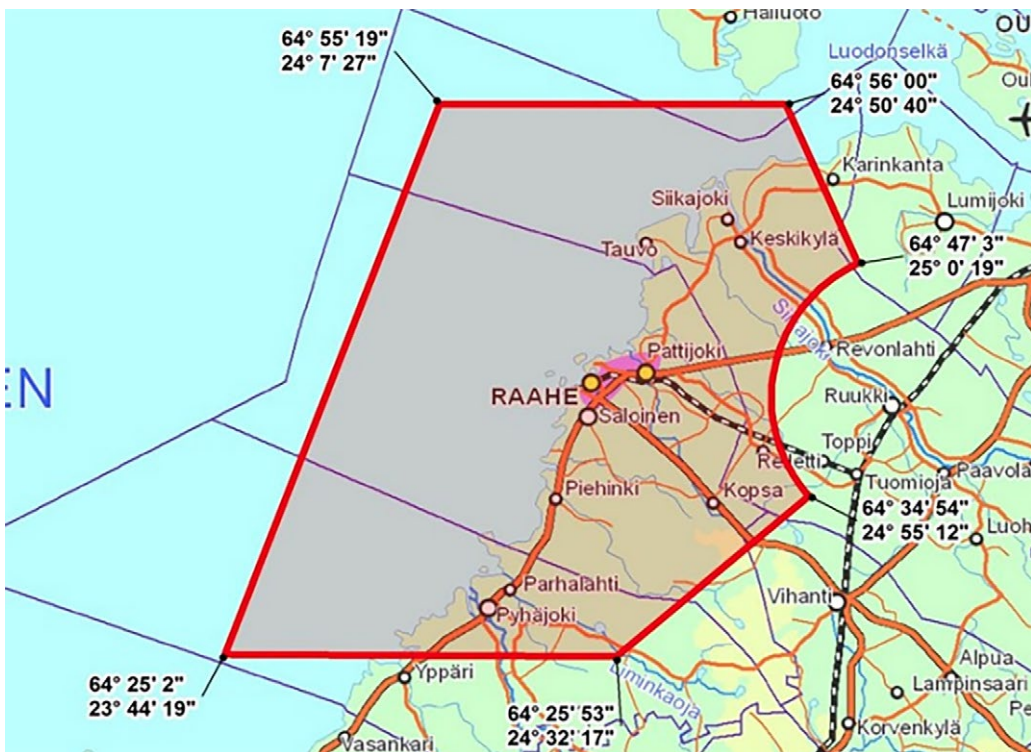 Hailuoto
OU
64° 55' 19"
24° 7' 27"
Luodonselkä
64° 56' 00"
24° 50' 40"
Oul
Karinkanta
Siikajoki
Lumijoki
Tauvo
Keskikylä
64° 47' 3"
25° 0' 19"
Siikajoki
Pattijoki
Revonlahti
EN
RAAHE
Ruukki
Saloinen
Toppi
Relletti
Paavola
Tuomioja
Piehinki
Kopsa
64° 34' 54"
24° 55' 12"
Luoh
Parhalahti
Vihanti
Pyhäjoki
Yppäri
Liminkaoja
Alpua
64° 25' 2"
23° 44' 19"
Lampinsaari
Pe
64° 25' 53"
24° 32' 17"
Korvenkylä
Vasankari